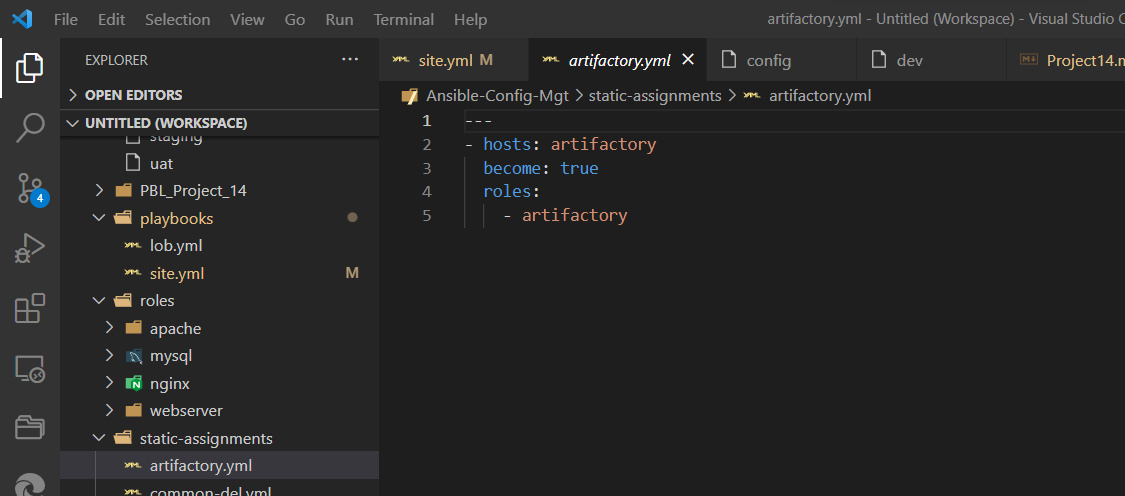 File Edit Selection View Go Run Terminal Help artifactory.yml - Untitled (Workspace) - Visual Studio
EXPLORER ···
site.yml M artifactory.yml config dev Project14.
OPEN EDITORS
Ansible-Config-Mgt > static-assignments > artifactory.yml
UNTITLED (WORKSPACE)
staging
uat
4
PBL_Project_14
playbooks
lob.yml
site.yml M
roles
apache
mysql
N nginx
webserver
static-assignments
artifactory.yml
common-del.yml
1 ---
2 - hosts: artifactory
3 become: true
4 roles:
5 - artifactory